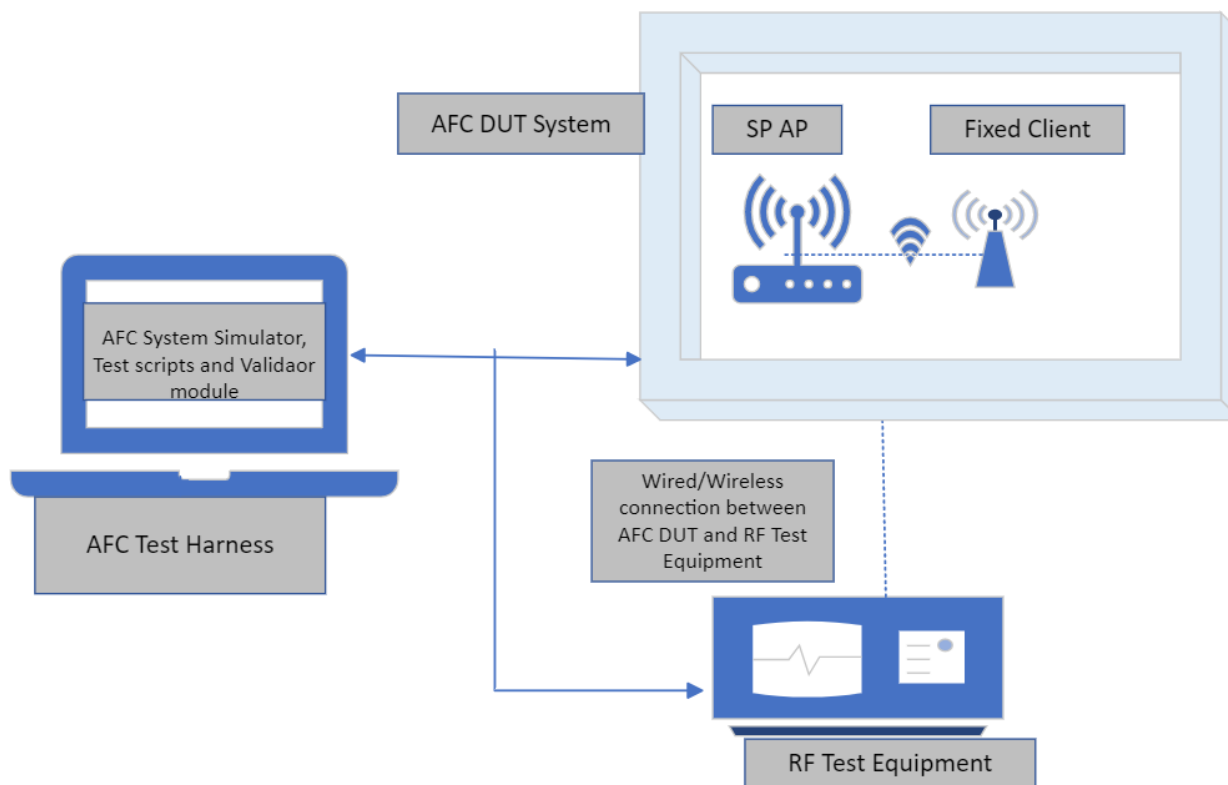 AFC DUT System
SP AP
Fixed Client
AFC System Simulator,
Test scripts and Validaor
module
AFC Test Harness
Wired/Wireless
connection between
AFC DUT and RF Test
Equipment
RF Test Equipment